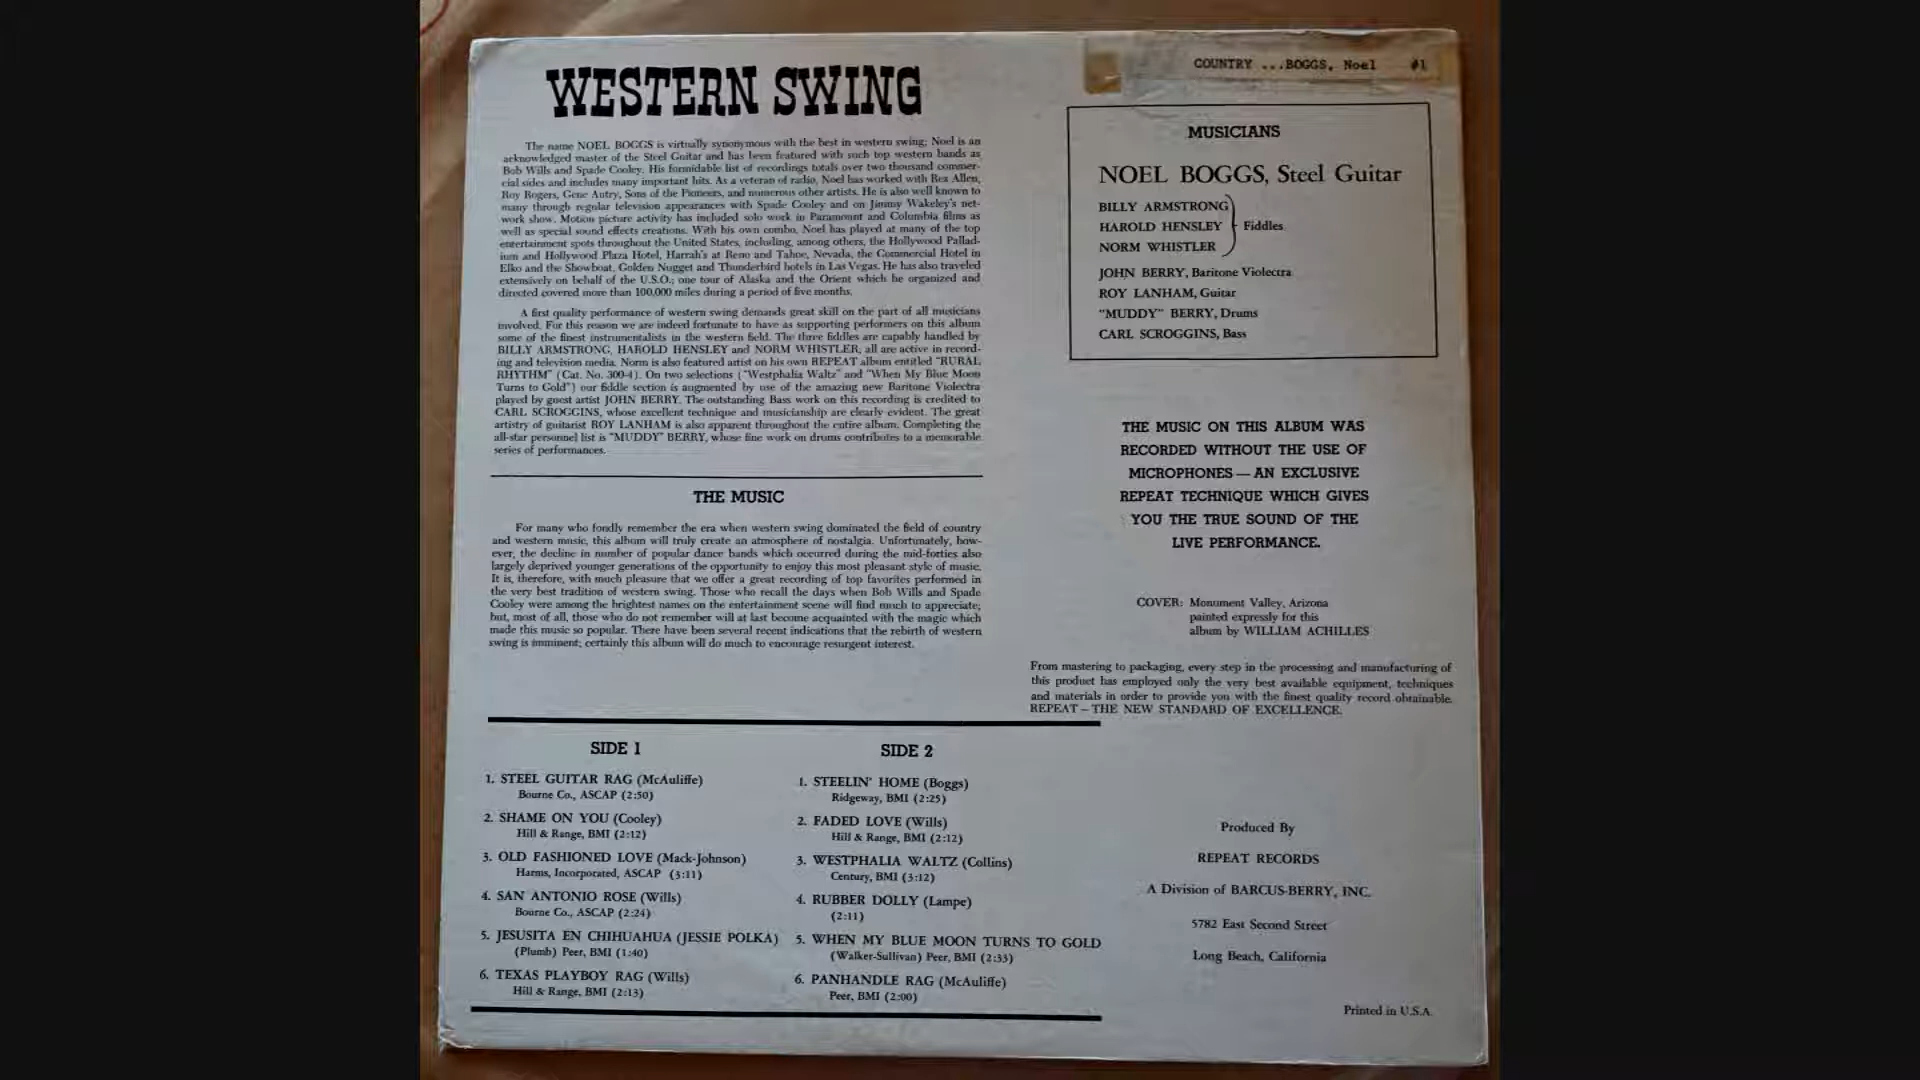 WESTERN SWING
The name NOEL BOGGS is virtually synonymous with the best in western swing; Noel is an
acknowledged master of the Steel Guitar and has been featured with such top western bands as
Bob Wills and Spade Cooley. His formidable list of recordings totals over two thousand commer-
cial sides and includes many important hits. As a veteran of radio, Noel has worked with Rex Allen,
Roy Rogers, Gene Autry, Sons of the Pioneers, and numerous other artists. He is also well known to
many through regular television appearances with Spade Cooley and on Jimmy Wakeley's net-
work show. Motion picture activity has included solo work in Paramount and Columbia films as
well as special sound effects creations. With his own combo, Noel has played at many of the top
entertainment spots throughout the United States, including, among others, the Hollywood Pallad-
ium and Hollywood Plaza Hotel, Harrah's at Reno and Tahoe, Nevada, the Commercial Hotel in
Elko and the Showboat, Golden Nugget and Thunderbird hotels in Las Vegas. He has also traveled
extensively on behalf of the U.S.O.; one tour of Alaska and the Orient which he organized and
directed covered more than 100,000 miles during a period of five months.
A first quality performance of western swing demands great skill on the part of all musicians
involved. For this reason we are indeed fortunate to have as supporting performers on this album
some of the finest instrumentalists in the western field. The three fiddles are capably handled by
BILLY ARMSTRONG, HAROLD HENSLEY and NORM WHISTLER, all are active in record-
ing and television media. Norm is also featured artist on his own REPEAT album entitled "RURAL
RHYTHM" (Cat. No. 300-4). On two selections ("Westphalia Waltz" and "When My Blue Moon
Turns to Gold") our fiddle section is augmented by use of the amazing new Baritone Violectra
played by guest artist JOHN BERRY. The outstanding Bass work on this recording is credited to
CARL SCROGGINS, whose excellent technique and musicianship are clearly evident. The great
artistry of guitarist ROY LANHAM is also apparent throughout the entire album. Completing the
all-star personnel list is "MUDDY" BERRY, whose fine work on drums contributes to a memorable
series of performances.
THE MUSIC
For many who fondly remember the era when western swing dominated the field of country
and western music, this album will truly create an atmosphere of nostalgia. Unfortunately, how-
ever, the decline in number of popular dance bands which occurred during the mid-forties also
largely deprived younger generations of the opportunity to enjoy this most pleasant style of music.
It is, therefore, with much pleasure that we offer a great recording of top favorites performed in
the very best tradition of western swing. Those who recall the days when Bob Wills and Spade
Cooley were among the brightest names on the entertainment scene will find much to appreciate;
but, most of all, those who do not remember will at last become acquainted with the magic which
made this music so popular. There have been several recent indications that the rebirth of western
swing is imminent; certainly this album will do much to encourage resurgent interest.
SIDE 1
1. STEEL GUITAR RAG (McAuliffe)
Bourne Co., ASCAP (2:50)
2. SHAME ON YOU (Cooley)
Hill & Range, BMI (2:12)
3. OLD FASHIONED LOVE (Mack-Johnson)
Harms, Incorporated, ASCAP (3:11)
4. SAN ANTONIO ROSE (Wills)
Bourne Co., ASCAP (2:24)
5. JESUSITA EN CHIHUAHUA (JESSIE POLKA)
(Plumb) Peer, BMI (1:40)
6. TEXAS PLAYBOY RAG (Wills)
Hill & Range, BMI (2:13)
SIDE 2
1. STEELIN' HOME (Boggs)
Ridgeway, BMI (2:25)
2. FADED LOVE (Wills)
Hill & Range, BMI (2:12)
3. WESTPHALIA WALTZ (Collins)
Century, BMI (3:12)
4. RUBBER DOLLY (Lampe)
(2:11)
5. WHEN MY BLUE MOON TURNS TO GOLD
(Walker-Sullivan) Peer, BMI (2:33)
6. PANHANDLE RAG (McAuliffe)
Peer, BMI (2:00)
COUNTRY ...BOGGS, Noel #1
MUSICIANS
NOEL BOGGS, Steel Guitar
BILLY ARMSTRONG
HAROLD HENSLEY Fiddles
NORM WHISTLER
JOHN BERRY, Baritone Violectra
ROY LANHAM, Guitar
"MUDDY" BERRY, Drums
CARL SCROGGINS, Bass
THE MUSIC ON THIS ALBUM WAS
RECORDED WITHOUT THE USE OF
MICROPHONES — AN EXCLUSIVE
REPEAT TECHNIQUE WHICH GIVES
YOU THE TRUE SOUND OF THE
LIVE PERFORMANCE.
COVER: Monument Valley, Arizona
painted expressly for this
album by WILLIAM ACHILLES
From mastering to packaging, every step in the processing and manufacturing of
this product has employed only the very best available equipment, techniques
and materials in order to provide you with the finest quality record obtainable.
REPEAT – THE NEW STANDARD OF EXCELLENCE.
Produced By
REPEAT RECORDS
A Division of BARCUS-BERRY, INC.
5782 East Second Street
Long Beach, California
Printed in U.S.A.